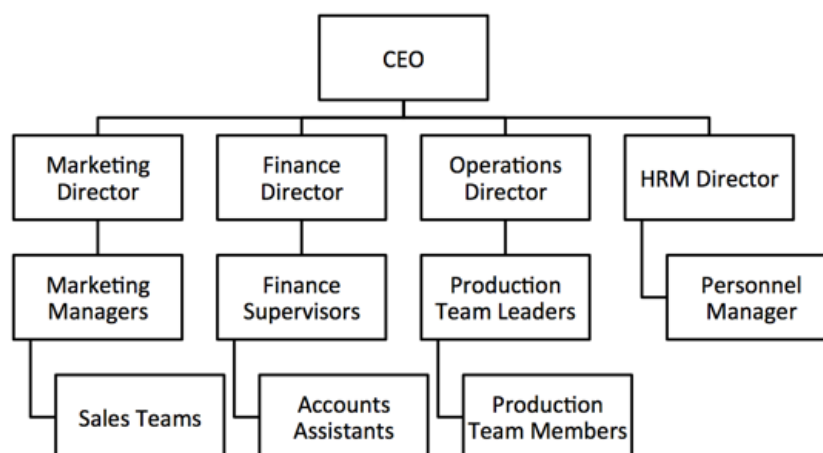 CEO
Marketing
Director
Finance
Director
Operations
Director
HRM Director
Marketing
Managers
Finance
Supervisors
Production
Team Leaders
Personnel
Manager
Sales Teams
Accounts
Assistants
Production
Team Members